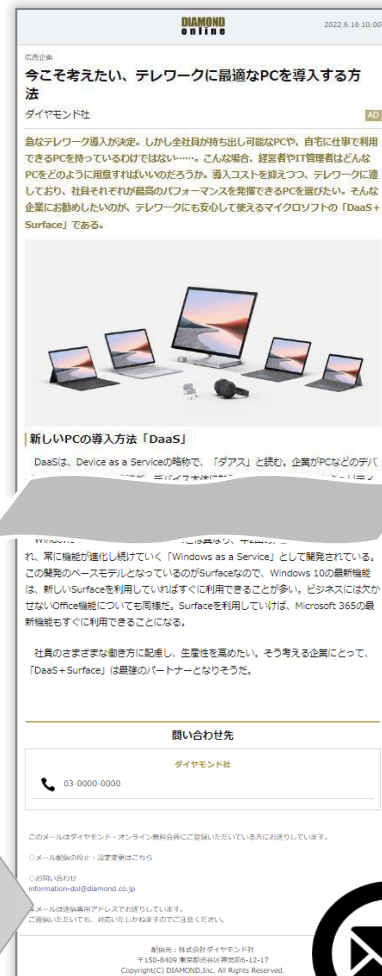 DIAMOND
online
2022.6.16 10:00
広告企画
今こそ考えたい、テレワークに最適なPCを導入する方
法
ダイヤモンド社
AD
急なテレワーク導入が決定。しかし全社員が持ち出し可能なPCや、自宅に仕事で利用
できるPCを持っているわけではない……。こんな場合、経営者やIT管理者はどんな
PCをどのように用意すればいいのだろうか。導入コストを抑えつつ、テレワークに適
しており、社員それぞれが最高のパフォーマンスを発揮できるPCを選びたい。そんな
企業にお勧めしたいのが、テレワークにも安心して使えるマイクロソフトの「DaaS+
Surface」である。
新しいPCの導入方法「DaaS」
DaaSは、Device as a Serviceの略称で、「ダアス」と読む。企業がPCなどのデバ
れ、常に機能が進化し続けていく「Windows as a Service」として開発されている。
この開発のベースモデルとなっているのがSurfaceなので、Windows 10の最新機能
は、新しいSurfaceを利用していればすぐに利用できることが多い。ビジネスには欠か
せないOffice機能についても同様だ。Surfaceを利用していけば、Microsoft 365の最
新機能もすぐに利用できることになる。
社員のさまざまな働き方に配慮し、生産性を高めたい。そう考える企業にとって、
「DaaS+Surface」は最強のパートナーとなりそうだ。
問い合わせ先
ダイヤモンド社
03-0000-0000
このメールはダイヤモンド・オンライン無料会員にご登録いただいている方にお送りしています。
◇メール配信の停止・設定変更はこちら
◇お問い合わせ
information-dol@diamond.co.jp
本メールは送信専用アドレスでお送りしています。
ご返信いただいても、対応いたしかねますのでご注意ください。
配信元：株式会社ダイヤモンド社
〒150-8409 東京都渋谷区神宮前6-12-17
Copyright(C) DIAMOND,Inc. All Rights Reserved.